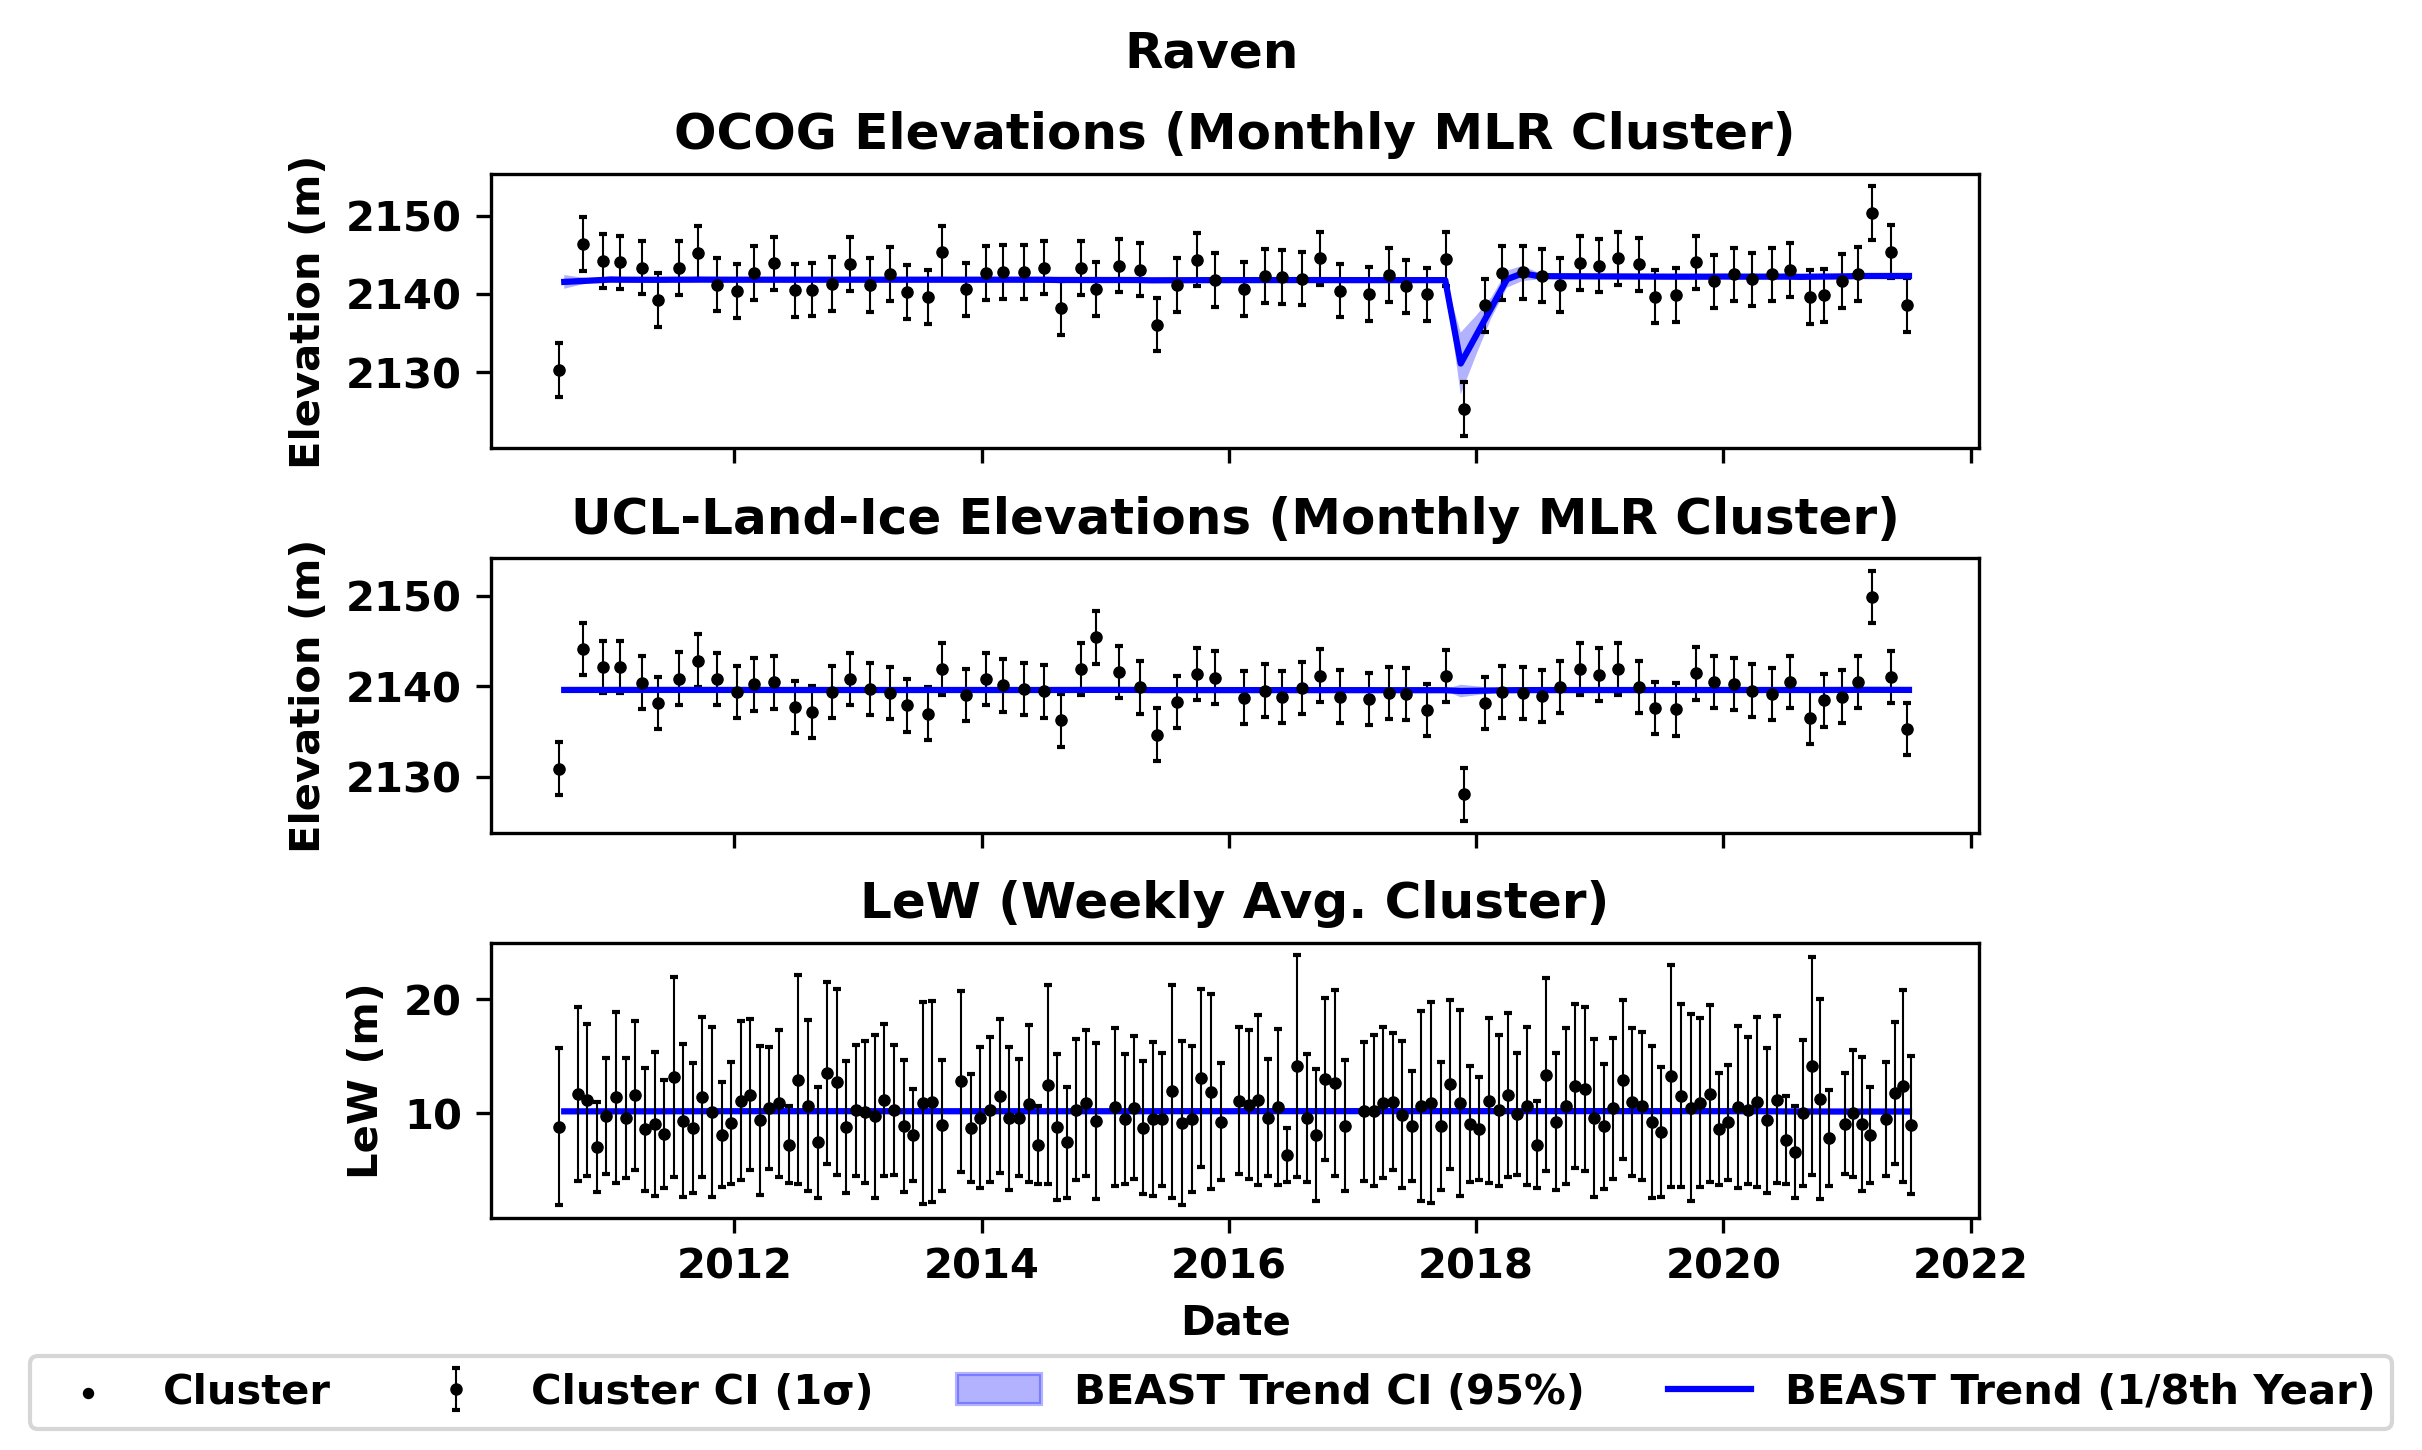 Raven
OCOG Elevations (Monthly MLR Cluster)
Elevation (m)
2150
2140
2130
UCL-Land-Ice Elevations (Monthly MLR Cluster)
Elevation (m)
2150
2140
2130
LeW (Weekly Avg. Cluster)
LeW (m)
20
10
2012 2014 2016 2018 2020 2022
Date
Cluster Cluster CI (1σ) BEAST Trend CI (95%) BEAST Trend (1/8th Year)